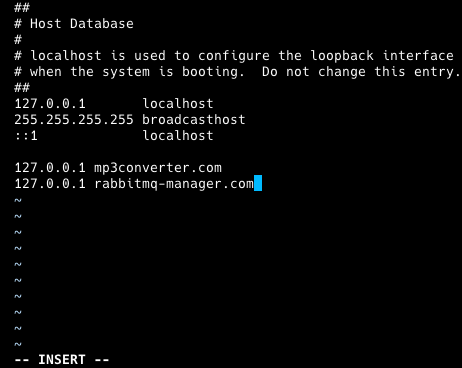 ##
# Host Database
#
# localhost is used to configure the loopback interface
# when the system is booting.  Do not change this entry.
##
127.0.0.1       localhost
255.255.255.255 broadcasthost
::1             localhost

127.0.0.1 mp3converter.com
127.0.0.1 rabbitmq-manager.com
~
~
~
~
~
~
~
~
~
~
-- INSERT --